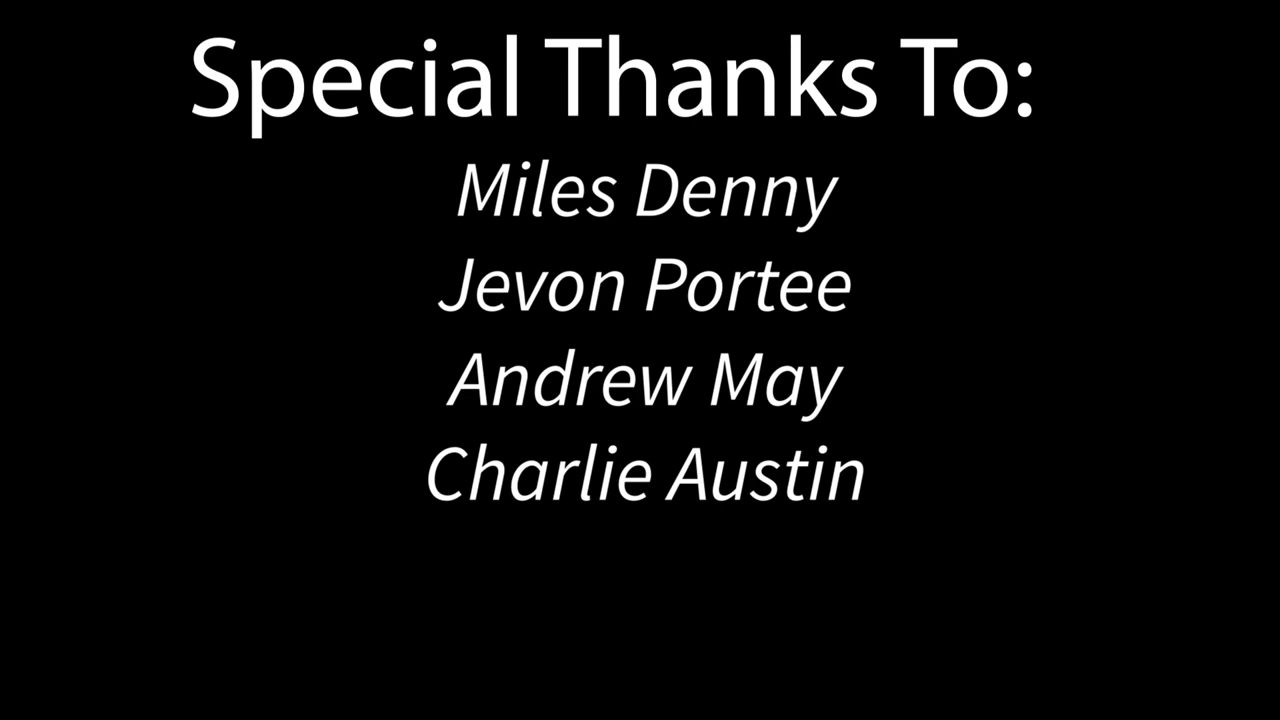 Special Thanks To:
Miles Denny
Jevon Portee
Andrew May
Charlie Austin